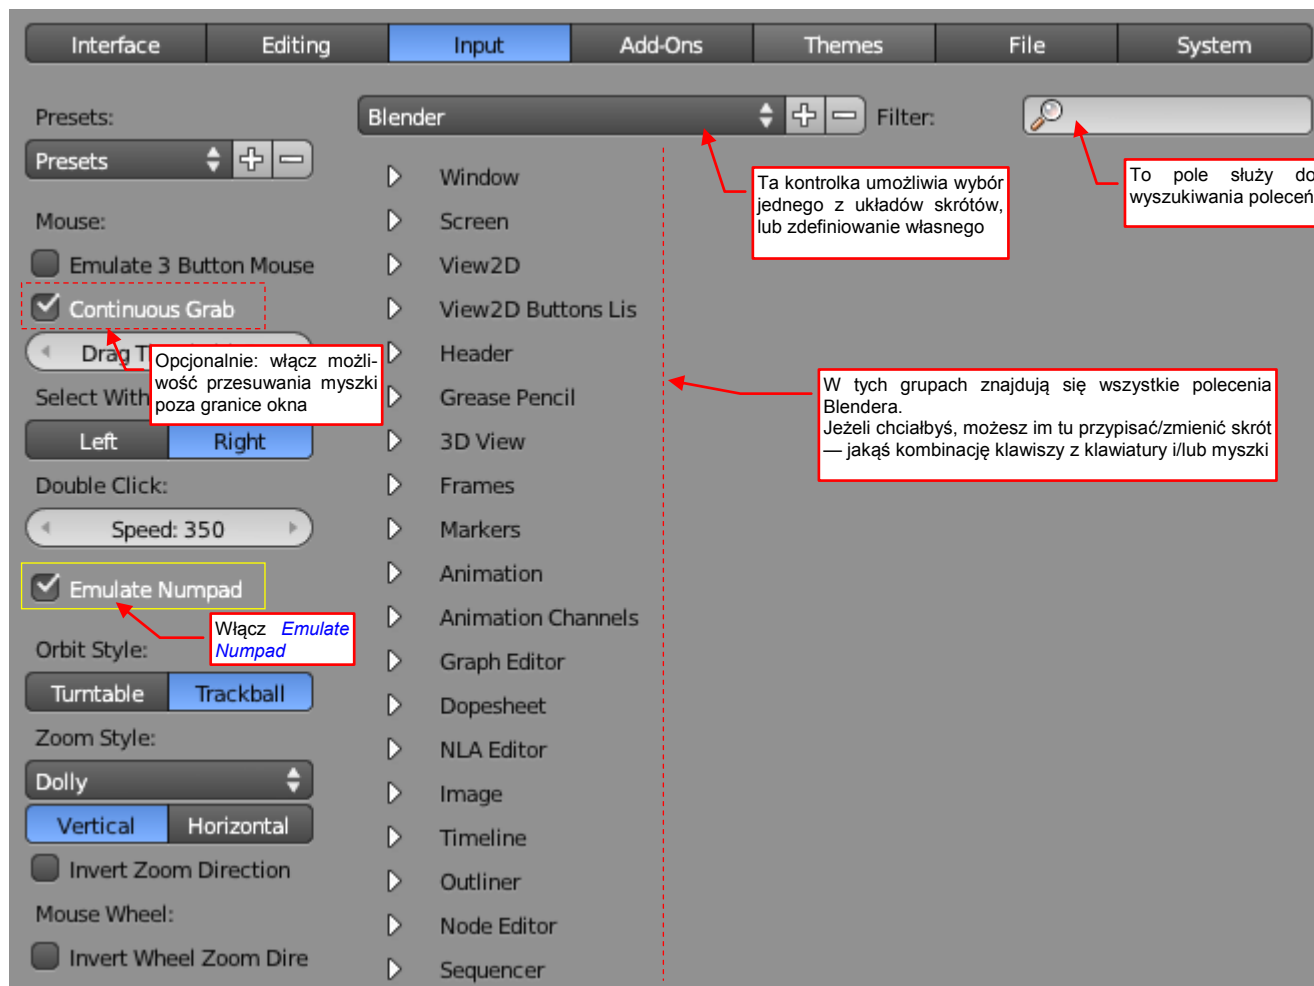 Interface Editing Input Add-Ons Themes File System
Presets:
Presets
Mouse:
Emulate 3 Button Mouse
Continuous Grab
Drag
Opcjonalnie: włącz możli-
wość przesuwania myszki
poza granice okna
Select With
Left Right
Double Click:
Speed: 350
Emulate Numpad
Włącz Emulate
Numpad
Orbit Style:
Turntable Trackball
Zoom Style:
Dolly
Vertical Horizontal
Invert Zoom Direction
Mouse Wheel:
Invert Wheel Zoom Dire
Blender
Filter:
Ta kontrolka umożliwia wybór
jednego z układów skrótów,
lub zdefiniowanie własnego
To pole służy do
wyszukiwania poleceń
Window
Screen
View2D
View2D Buttons Lis
Header
Grease Pencil
3D View
Frames
Markers
Animation
Animation Channels
Graph Editor
Dopesheet
NLA Editor
Image
Timeline
Outliner
Node Editor
Sequencer
W tych grupach znajdują się wszystkie polecenia
Blendera.
Jeżeli chciałbyś, możesz im tu przypisać/zmienić skrót
— jakąś kombinację klawiszy z klawiatury i/lub myszki